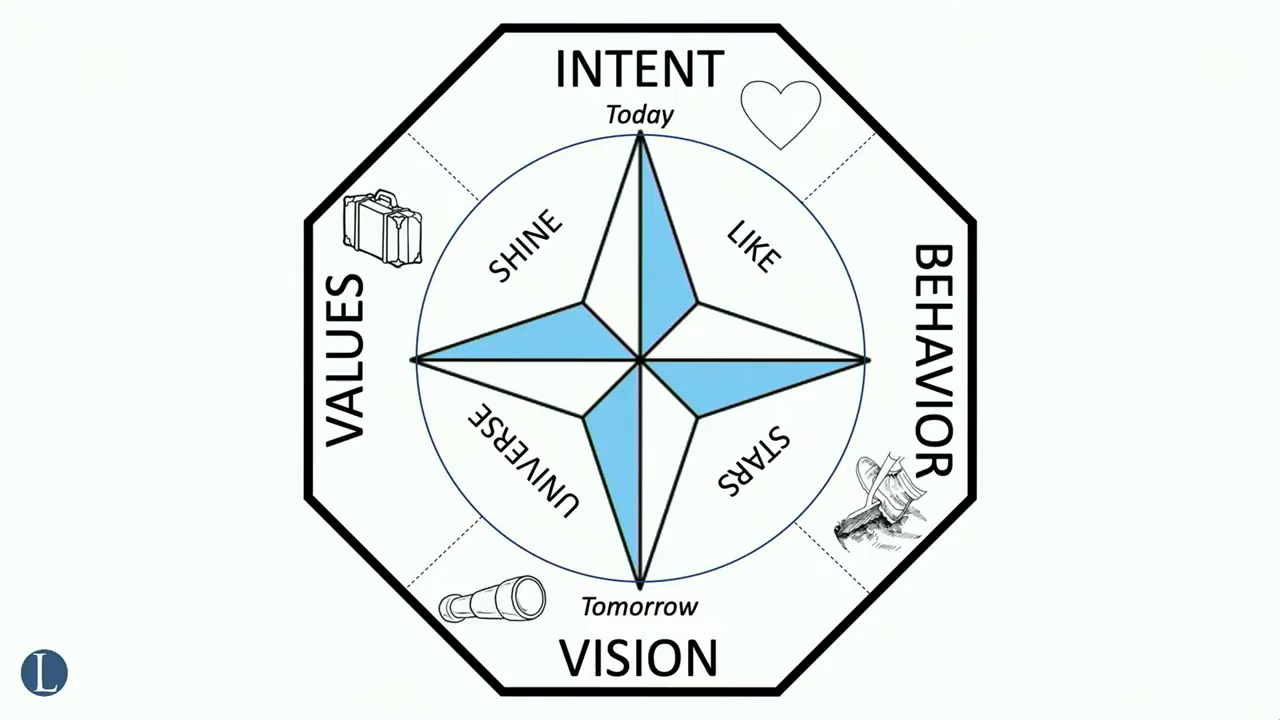 INTENT
Today
SHINE
LIKE
VALUES
BEHAVIOR
UNIVERSE
STARS
Tomorrow
VISION
L